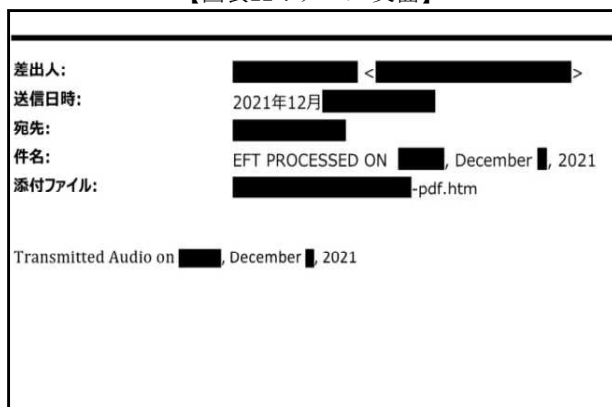 差出人: < >
送信日時: 2021年12月
宛先:
件名: EFT PROCESSED ON , December , 2021
添付ファイル: -pdf.htm
Transmitted Audio on , December , 2021